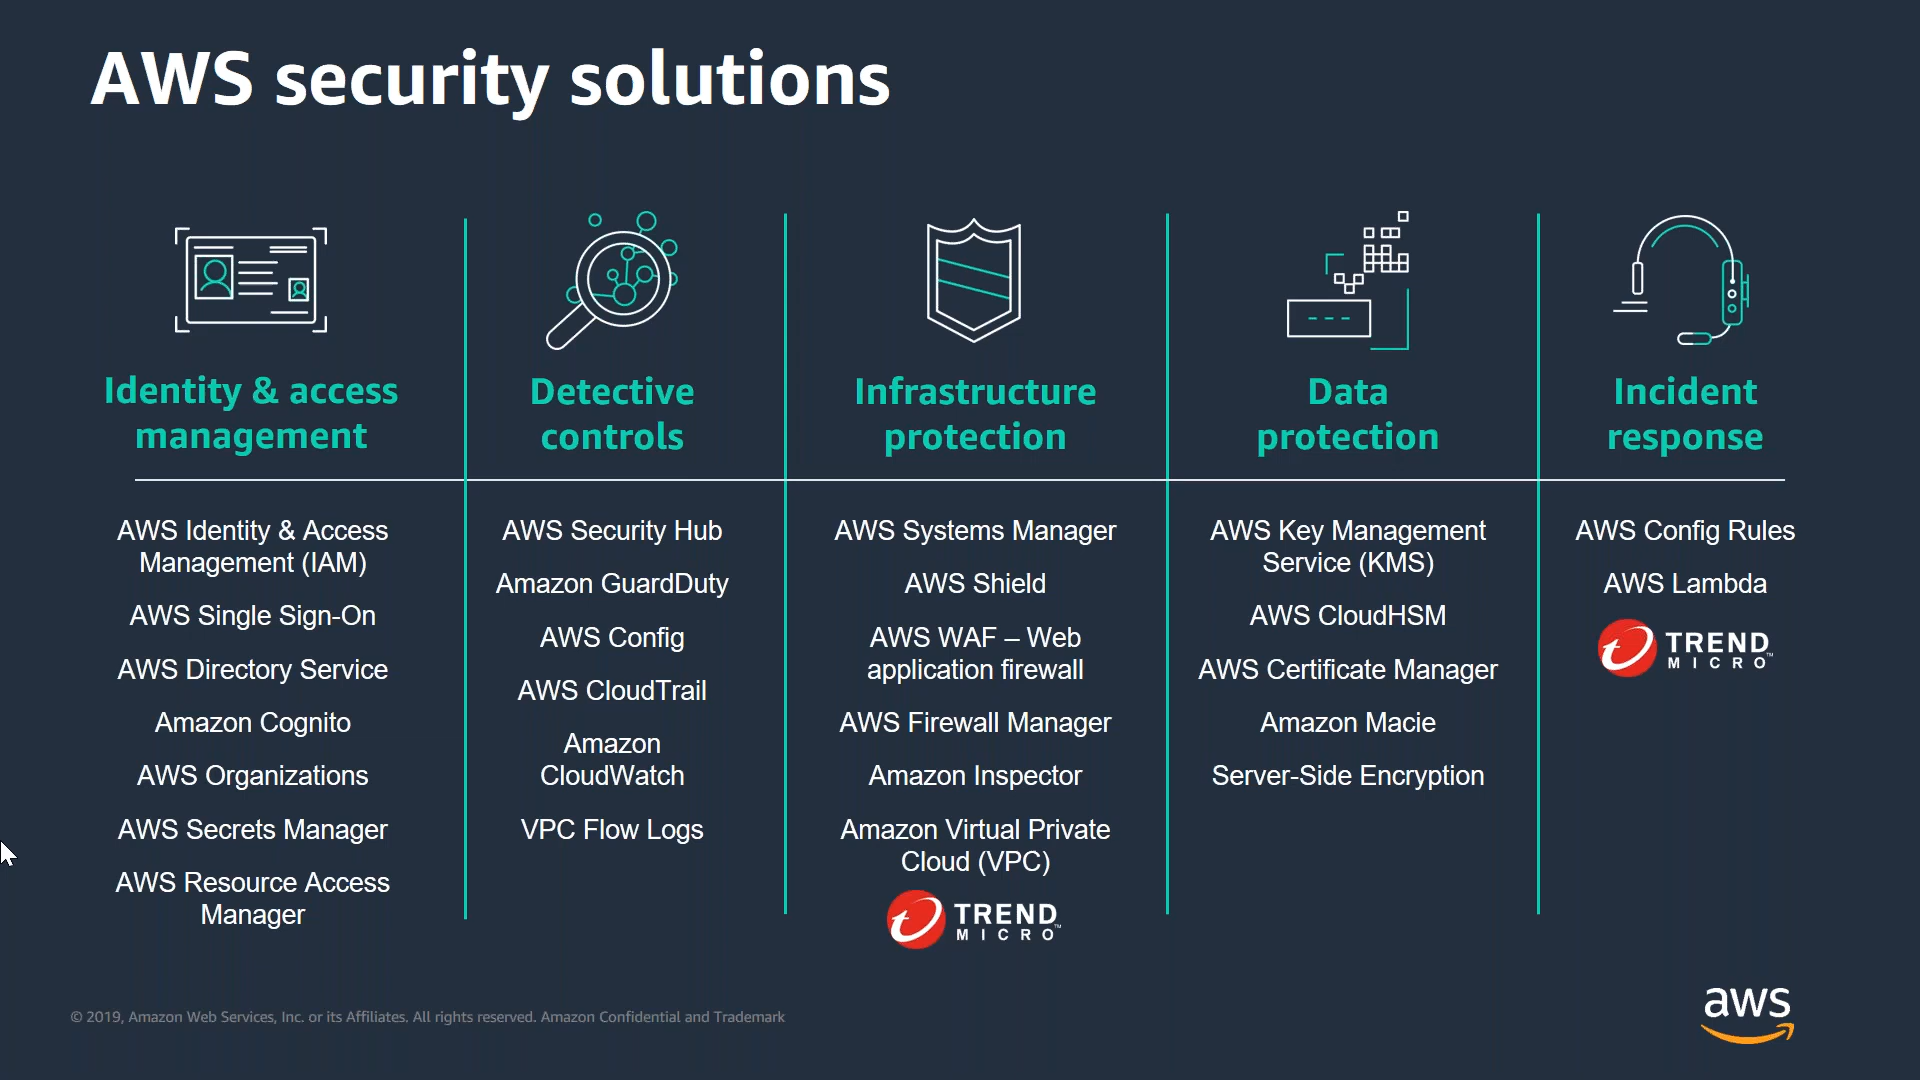 AWS security solutions
Identity & access
management
AWS Identity & Access
Management (IAM)
AWS Single Sign-On
AWS Directory Service
Amazon Cognito
AWS Organizations
AWS Secrets Manager
AWS Resource Access
Manager
Detective
controls
AWS Security Hub
Amazon GuardDuty
AWS Config
AWS CloudTrail
Amazon
CloudWatch
VPC Flow Logs
Infrastructure
protection
AWS Systems Manager
AWS Shield
AWS WAF – Web
application firewall
AWS Firewall Manager
Amazon Inspector
Amazon Virtual Private
Cloud (VPC)
TREND
MICRO™
Data
protection
AWS Key Management
Service (KMS)
AWS CloudHSM
AWS Certificate Manager
Amazon Macie
Server-Side Encryption
Incident
response
AWS Config Rules
AWS Lambda
TREND
MICRO™
© 2019, Amazon Web Services, Inc. or its Affiliates. All rights reserved. Amazon Confidential and Trademark
aws